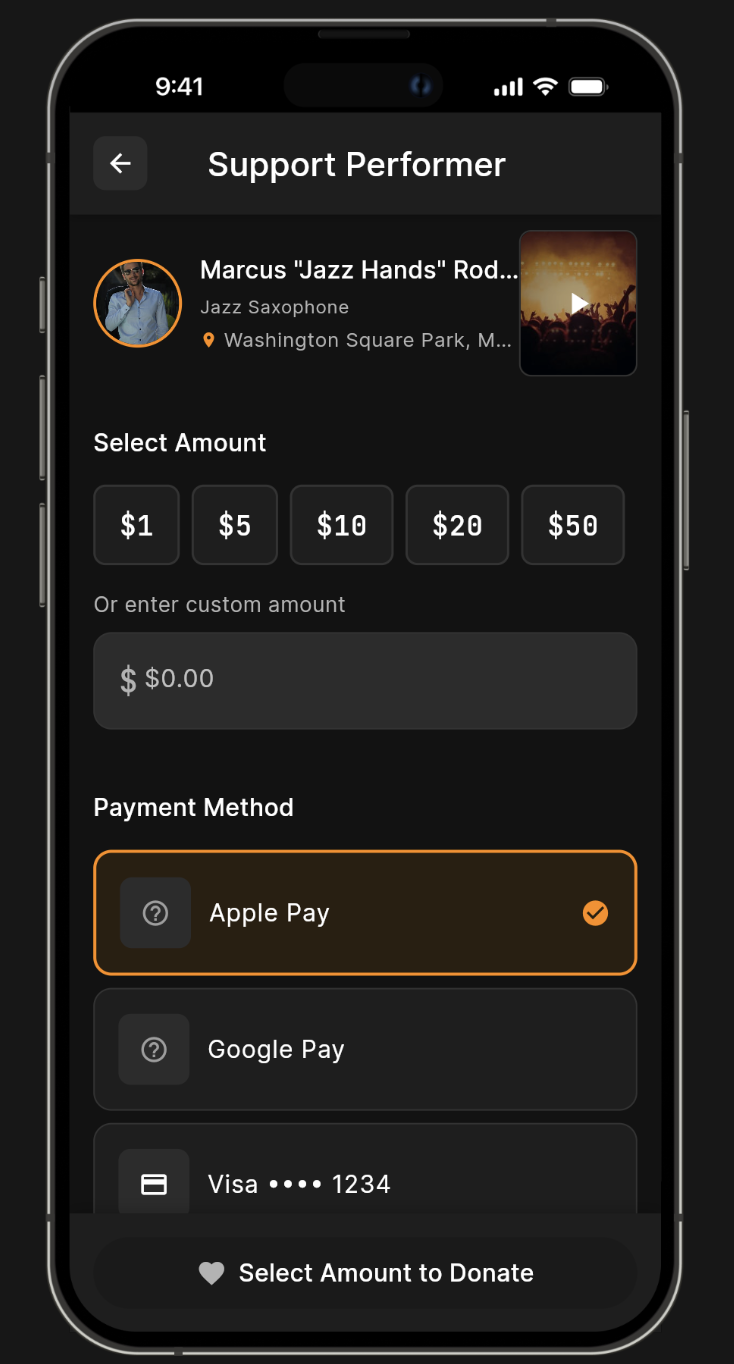 9:41
Support Performer
Marcus "Jazz Hands" Rod...
Jazz Saxophone
Washington Square Park, M...
Select Amount
$1 $5 $10 $20 $50
Or enter custom amount
$ $0.00
Payment Method
Apple Pay
Google Pay
Visa •••• 1234
Select Amount to Donate